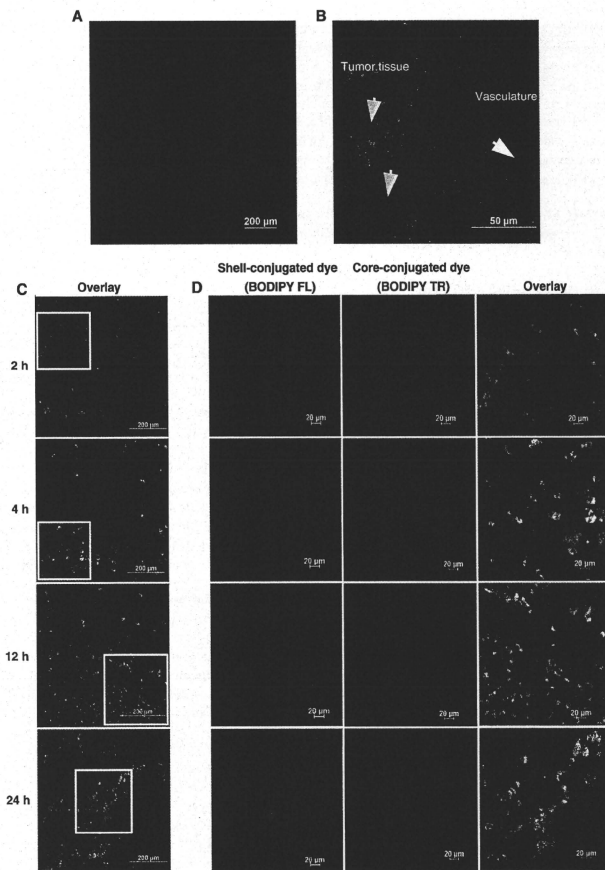 A
B
Tumor tissue
Vasculature
200 µm
50 µm
Shell-conjugated dye
(BODIPY FL)
Core-conjugated dye
(BODIPY TR)
C
Overlay
D
Overlay
2 h
200 µm
20 µm
20 µm
20 µm
4 h
200 µm
20 µm
20 µm
20 µm
12 h
200 µm
20 µm
20 µm
20 µm
24 h
200 µm
20 µm
20 µm
20 µm